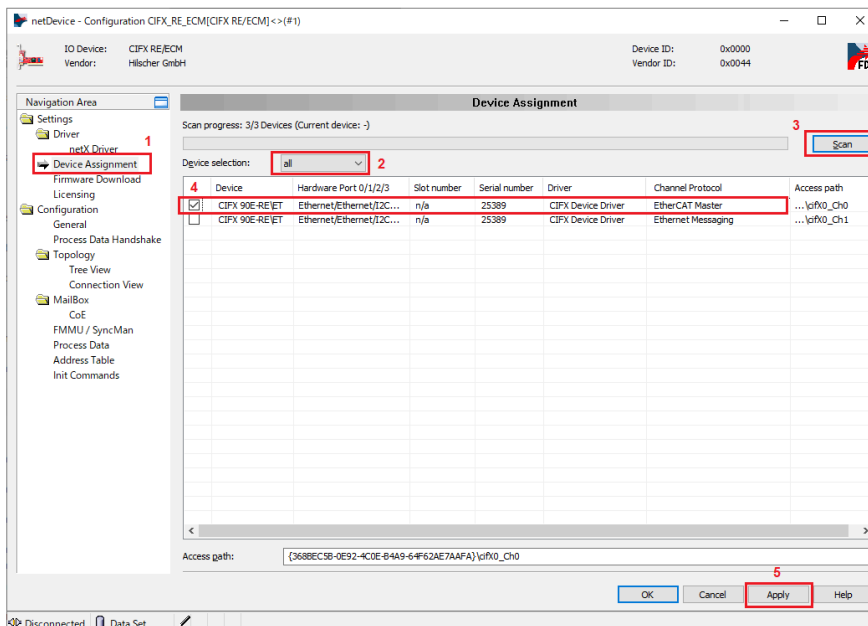 netDevice - Configuration CIFX_RE_ECM[CIFX RE/ECM]<>(#1)
IO Device: CIFX RE/ECM Device ID: 0x0000
Vendor: Hilscher GmbH Vendor ID: 0x0044
FD
Navigation Area
Device Assignment
Settings
Driver
netX Driver
1
Device Assignment
Firmware Download
Licensing
Configuration
General
Process Data Handshake
Topology
Tree View
Connection View
MailBox
CoE
FMMU / SyncMan
Process Data
Address Table
Init Commands
Scan progress: 3/3 Devices (Current device: -)
3
Scan
Device selection: all 2
4 Device Hardware Port 0/1/2/3 Slot number Serial number Driver Channel Protocol Access path
CIFX 90E-RE\ET Ethernet/Ethernet/I2C... n/a 25389 CIFX Device Driver EtherCAT Master ...\cifX0_Ch0
CIFX 90E-RE\ET Ethernet/Ethernet/I2C... n/a 25389 CIFX Device Driver Ethernet Messaging ...\cifX0_Ch1
Access path: {368BEC5B-0E92-4C0E-B4A9-64F62AE7AAFA}\cifX0_Ch0
5
OK Cancel Apply Help
Disconnected Data Set